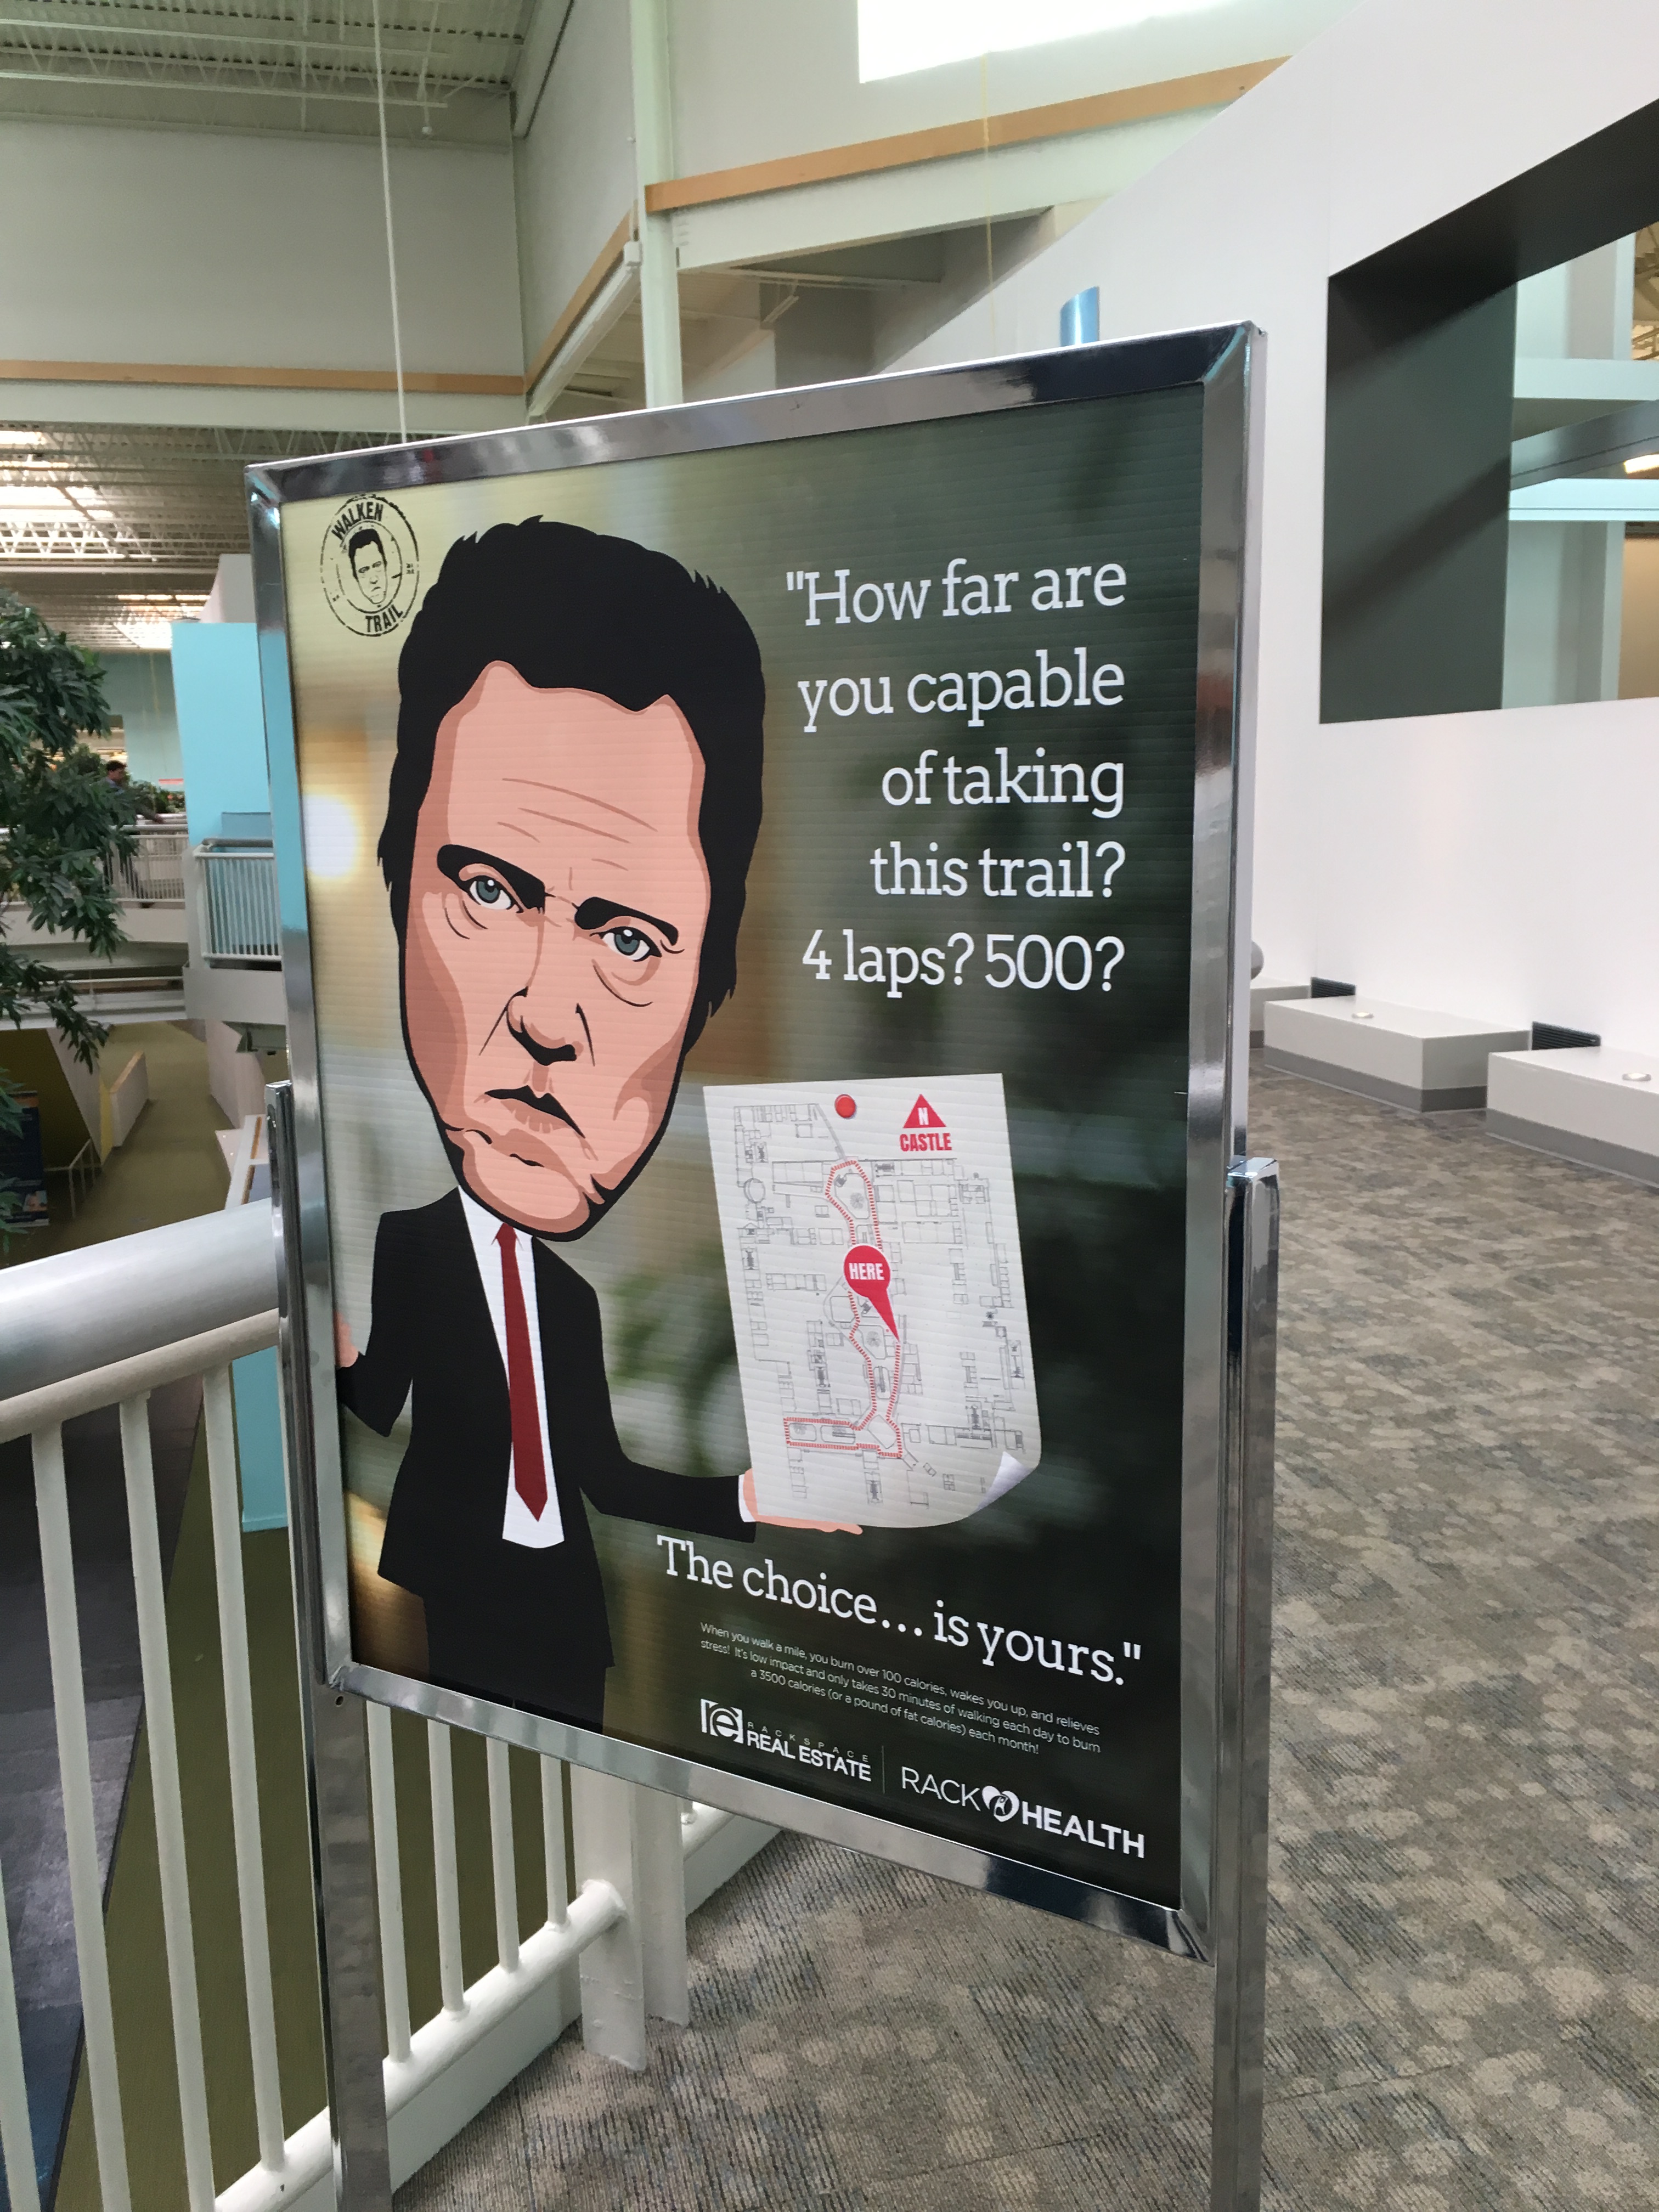 WALKEN
TRAIL
"How far are
you capable
of taking
this trail?
4 laps? 500?
N
CASTLE
HERE
The choice... is yours."
When you walk a mile, you burn over 100 calories, wakes you up, and relieves
stress! It's low impact and only takes 30 minutes of walking each day to burn
a 3500 calories (or a pound of fat calories) each month!
re
RACKSPACE
REAL ESTATE
RACK HEALTH